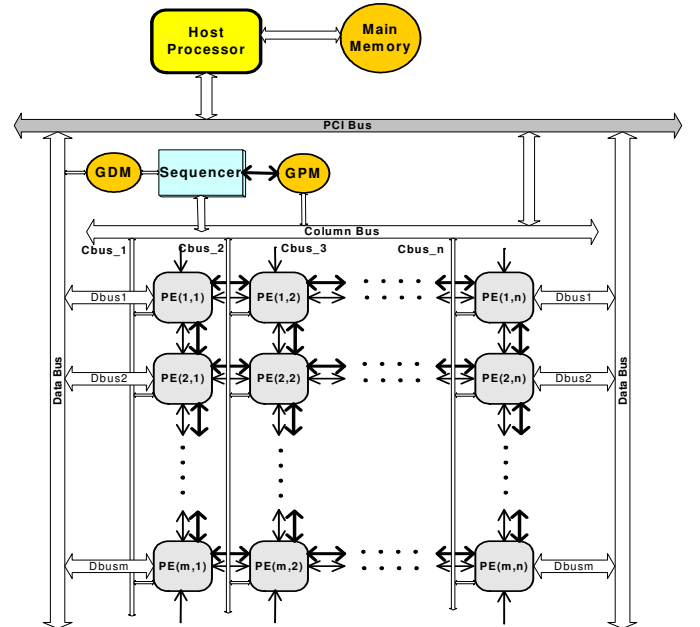 Host
Processor
Main
Memory
PCI Bus
GDM
Sequencer
GPM
Column Bus
Cbus_1
Cbus_2
Cbus_3
Cbus_n
Dbus1
PE(1,1)
PE(1,2)
PE(1,n)
Dbus1
Dbus2
PE(2,1)
PE(2,2)
PE(2,n)
Dbus2
Data Bus
Data Bus
Dbusm
PE(m,1)
PE(m,2)
PE(m,n)
Dbusm